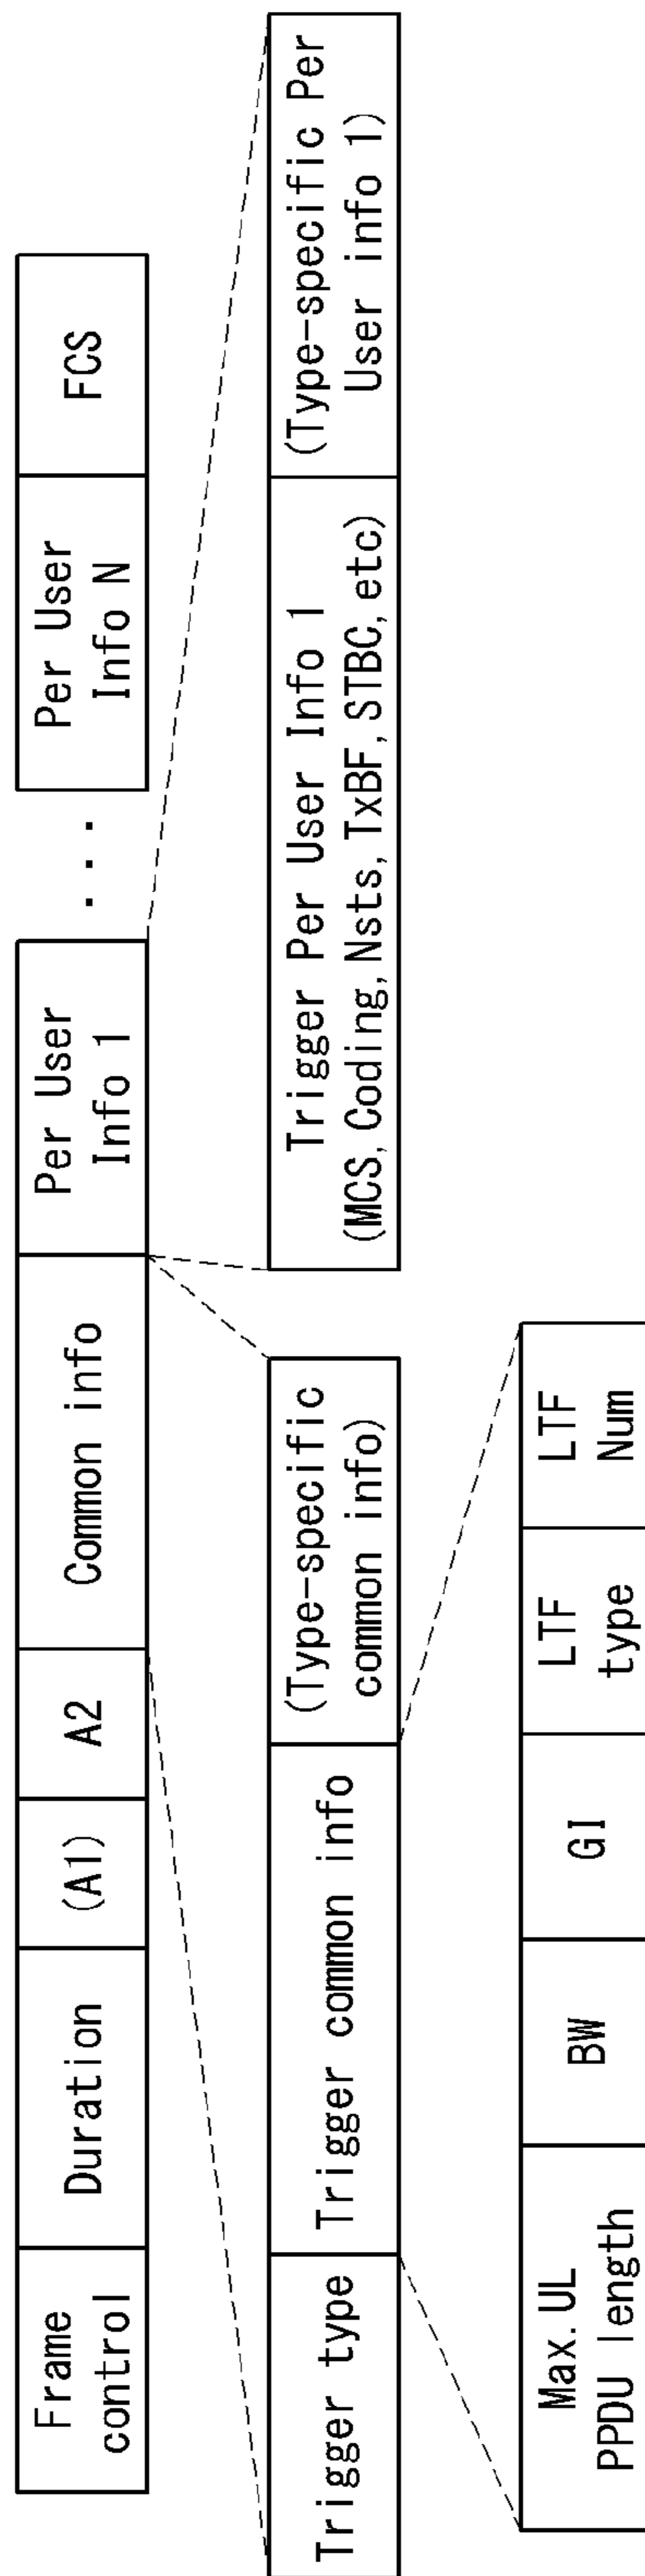 Frame
control
Duration
(A1)
A2
Common info
Per User
Info 1
...
Per User
Info N
FCS
Trigger type
Trigger common info
(Type-specific
common info)
Trigger Per User Info 1
(MCS, Coding, Nsts, TxBF, STBC, etc)
(Type-specific Per
User info 1)
Max. UL
PPDU length
BW
GI
LTF
type
LTF
Num